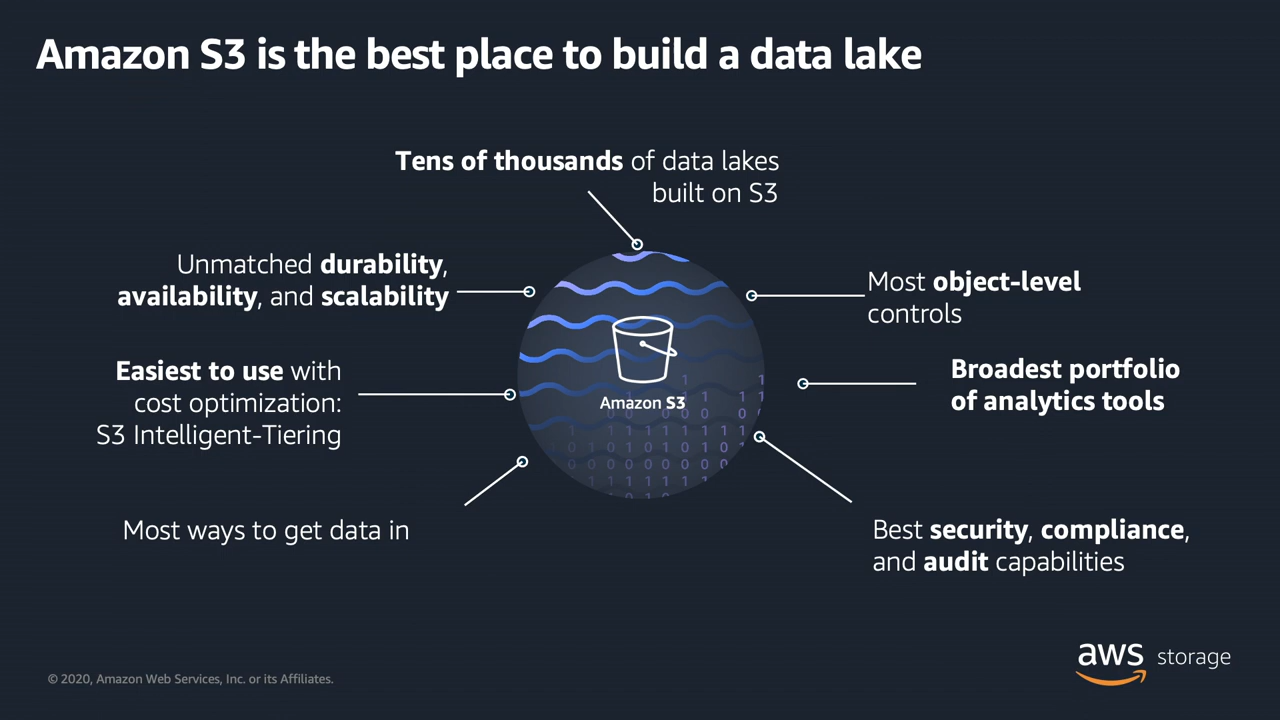 Amazon S3 is the best place to build a data lake
Tens of thousands of data lakes
built on S3
Unmatched durability,
availability, and scalability
Most object-level
controls
Easiest to use with
cost optimization:
S3 Intelligent-Tiering
Broadest portfolio
of analytics tools
Amazon S3
Most ways to get data in
Best security, compliance,
and audit capabilities
© 2020, Amazon Web Services, Inc. or its Affiliates.
aws storage